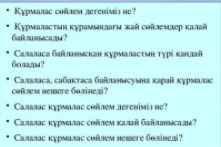 • Құрмалас сөйлем дегеніміз не?
• Құрмаластың құрамындағы жай сөйлемдер қалай
байланысады?
• Салаласа байланысқан құрмаластың түрі қандай
болады?
• Салаласа, сабақтаса байланысуына қарай құрмалас
сөйлем нешеге бөлінеді?
• Салалас құрмалас сөйлем дегеніміз не?
• Салалас құрмалас сөйлем қалай байланысады?
• Салалас құрмалас сөйлем нешеге бөлінеді?